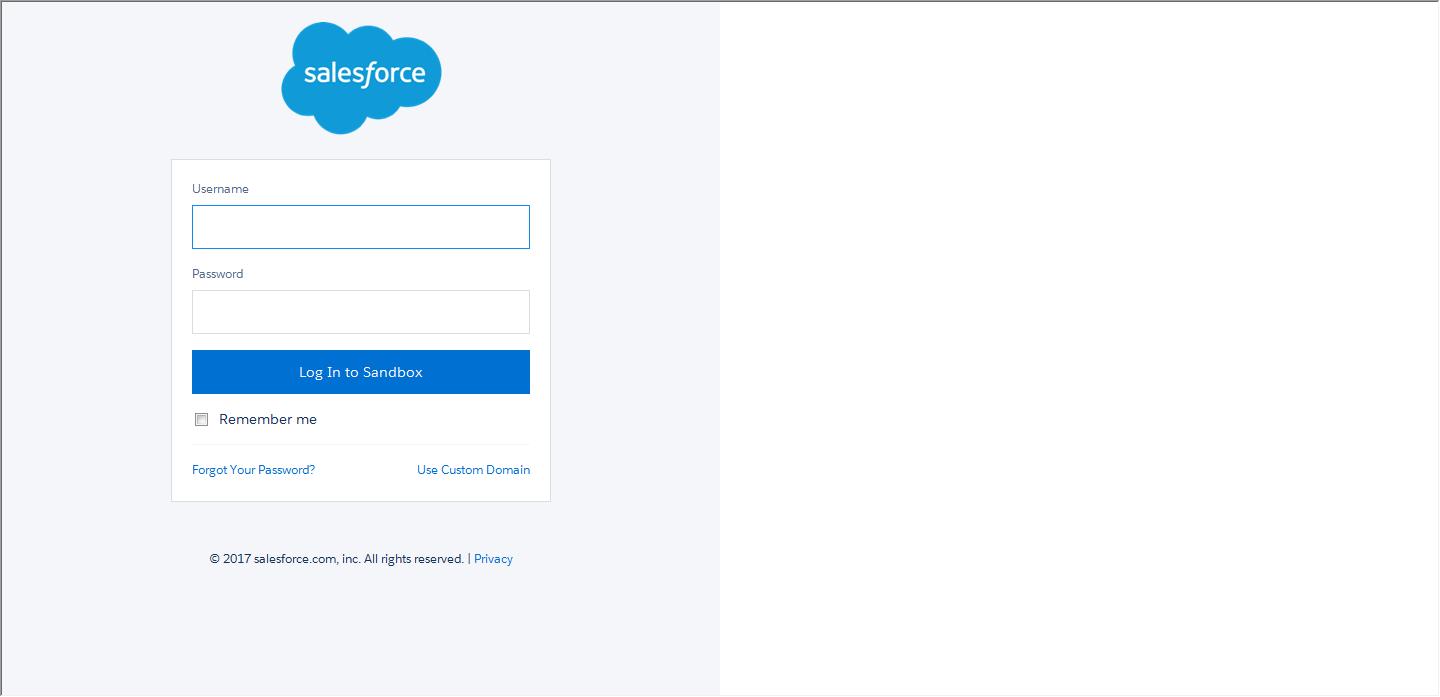 salesforce
Username
Password
Log In to Sandbox
Remember me
Forgot Your Password? Use Custom Domain
© 2017 salesforce.com, inc. All rights reserved. | Privacy